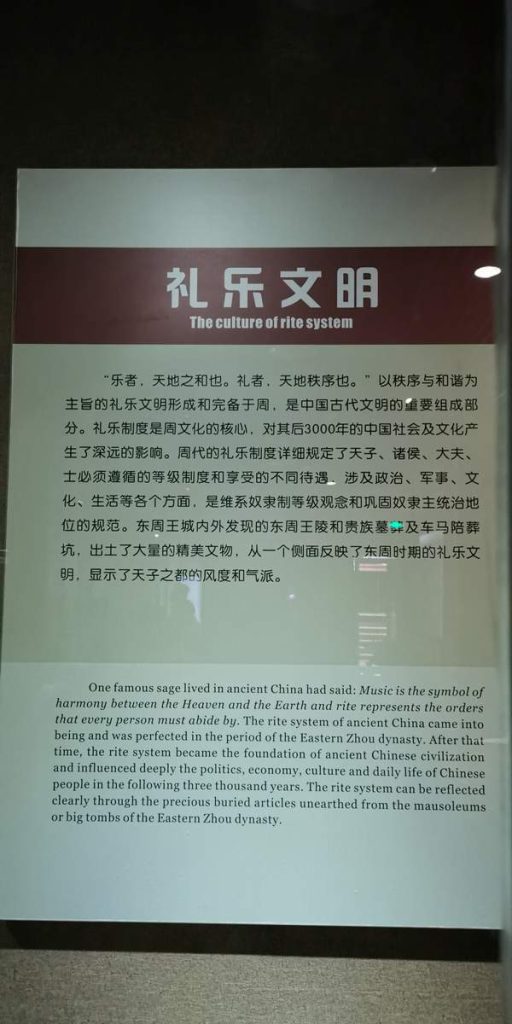 礼乐文明
The culture of rite system
“乐者，天地之和也。礼者，天地秩序也。”以秩序与和谐为
主旨的礼乐文明形成和完备于周，是中国古代文明的重要组成部
分。礼乐制度是周文化的核心，对其后3000年的中国社会及文化产
生了深远的影响。周代的礼乐制度详细规定了天子、诸侯、大夫、
士必须遵循的等级制度和享受的不同待遇。涉及政治、军事、文
化、生活等各个方面，是维系奴隶制等级观念和巩固奴隶主统治地
位的规范。东周王城内外发现的东周王陵和贵族墓葬及车马陪葬
坑，出土了大量的精美文物，从一个侧面反映了东周时期的礼乐文
明，显示了天子之都的风度和气派。
One famous sage lived in ancient China had said: Music is the symbol of
harmony between the Heaven and the Earth and rite represents the orders
that every person must abide by. The rite system of ancient China came into
being and was perfected in the period of the Eastern Zhou dynasty. After that
time, the rite system became the foundation of ancient Chinese civilization
and influenced deeply the politics, economy, culture and daily life of Chinese
people in the following three thousand years. The rite system can be reflected
clearly through the precious buried articles unearthed from the mausoleums
or big tombs of the Eastern Zhou dynasty.